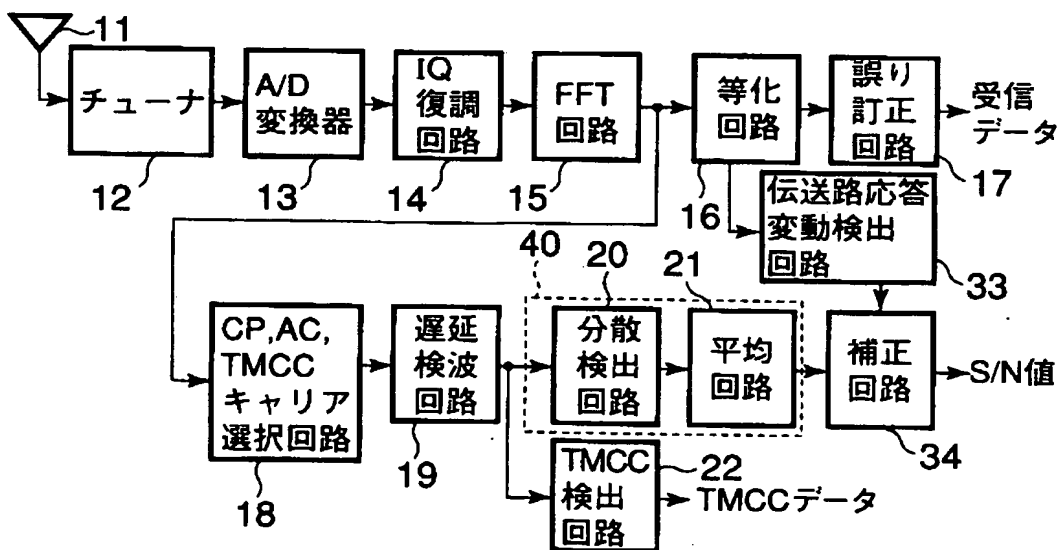 11
チューナ
12
A/D
変換器
13
IQ
復調
回路
14
FFT
回路
15
等化
回路
16
誤り
訂正
回路
17
受信
データ
伝送路応答
変動検出
回路
33
CP,AC,
TMCC
キャリア
選択回路
18
遅延
検波
回路
19
40
分散
検出
回路
20
平均
回路
21
補正
回路
34
S/N値
TMCC
検出
回路
22
TMCCデータ